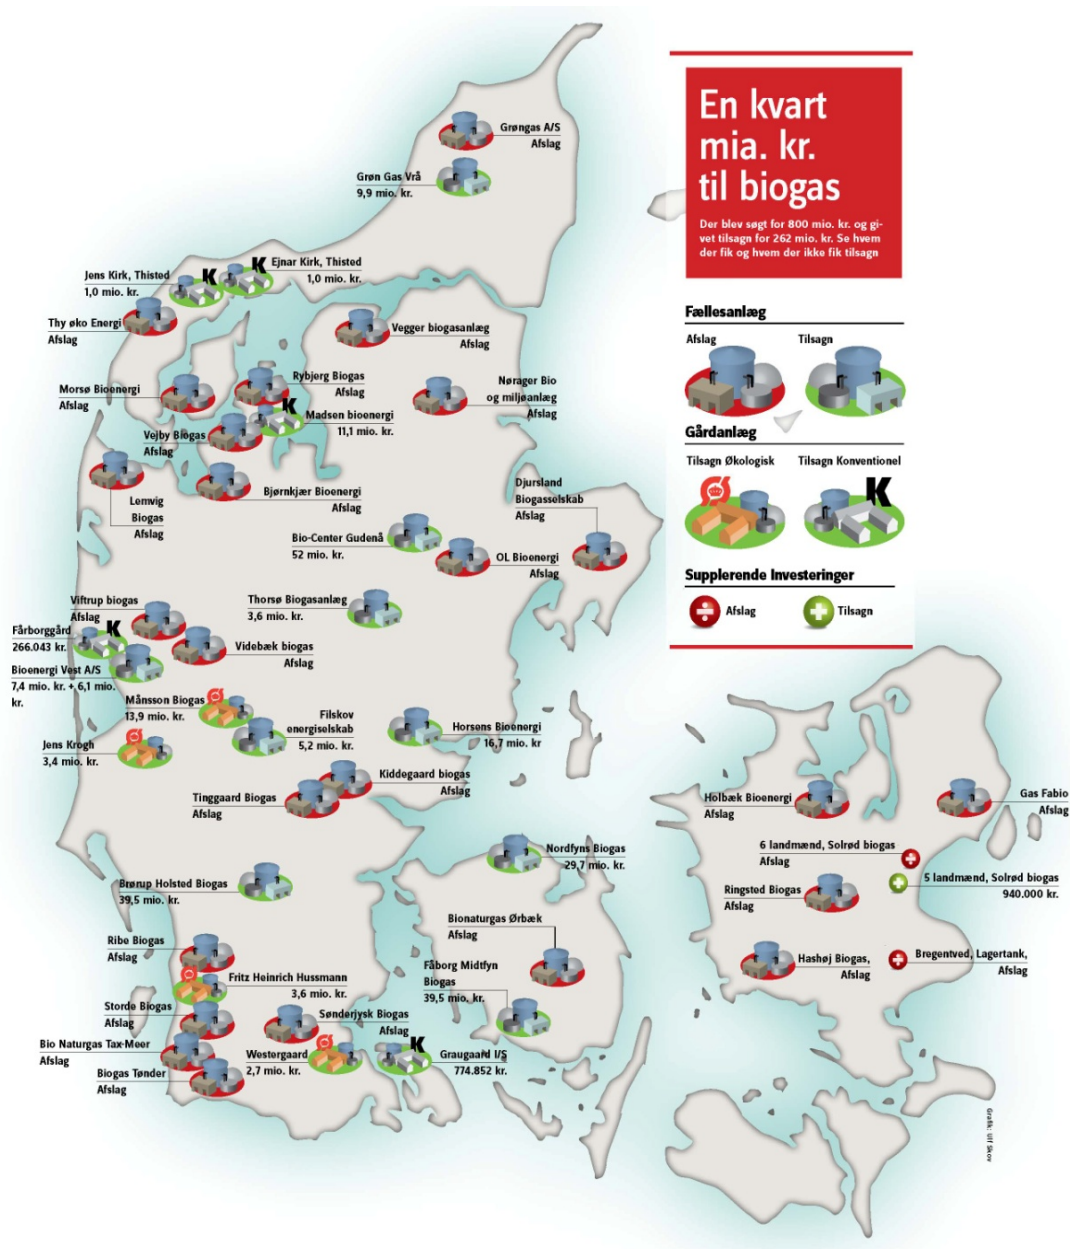 En kvart
mia. kr.
til biogas
Der blev søgt for 800 mio. kr. og gi-
vet tilsagn for 262 mio. kr. Se hvem
der fik og hvem der ikke fik tilsagn
Fællesanlæg
Afslag
Tilsagn
Gårdanlæg
Tilsagn Økologisk
Tilsagn Konventionel
K
Supplerende Investeringer
Afslag
Tilsagn
Grøngas A/S
Afslag
Grøn Gas Vrå
9,9 mio. kr.
Ejnar Kirk, Thisted
1,0 mio. kr.
K
Jens Kirk, Thisted
1,0 mio. kr.
K
Thy øko Energi
Afslag
Vegger biogasanlæg
Afslag
Morsø Bioenergi
Afslag
Rybjerg Biogas
Afslag
Nørager Bio
og miljøanlæg
Afslag
K
Madsen bioenergi
11,1 mio. kr.
Vejby Biogas
Afslag
Lemvig
Biogas
Afslag
Bjørnkjær Bioenergi
Afslag
Djursland
Biogasselskab
Afslag
Bio-Center Gudenå
52 mio. kr.
OL Bioenergi
Afslag
Thorsø Biogasanlæg
3,6 mio. kr.
Viftrup biogas
Afslag
Fårborggård
266.043 kr.
K
Videbæk biogas
Afslag
Bioenergi Vest A/S
7,4 mio. kr. + 6,1 mio.
kr.
Månsson Biogas
13,9 mio. kr.
Filskov
energiselskab
5,2 mio. kr.
Horsens Bioenergi
16,7 mio. kr
Jens Krogh
3,4 mio. kr
Kiddegaard biogas
Afslag
Tinggaard Biogas
Afslag
Holbæk Bioenergi
Afslag
Gas Fabio
Afslag
6 landmænd, Solrød biogas
Afslag
5 landmænd, Solrød biogas
940.000 kr.
Nordfyns Biogas
29,7 mio. kr.
Brørup Holsted Biogas
39,5 mio. kr.
Ringsted Biogas
Afslag
Bionaturgas Ørbæk
Afslag
Ribe Biogas
Afslag
Hashøj Biogas,
Afslag
Bregentved, Lagertank,
Afslag
Fritz Heinrich Hussmann
3,6 mio. kr.
Fåborg Midtfyn
Biogas
39,5 mio. kr.
Storde Biogas
Afslag
Sønderjysk Biogas
Afslag
Bio Naturgas Tax-Meer
Afslag
Westergaard
2,7 mio. kr.
K
Graugaard I/S
774.852 kr.
Biogas Tønder
Afslag
Grafik: Ulf Skov